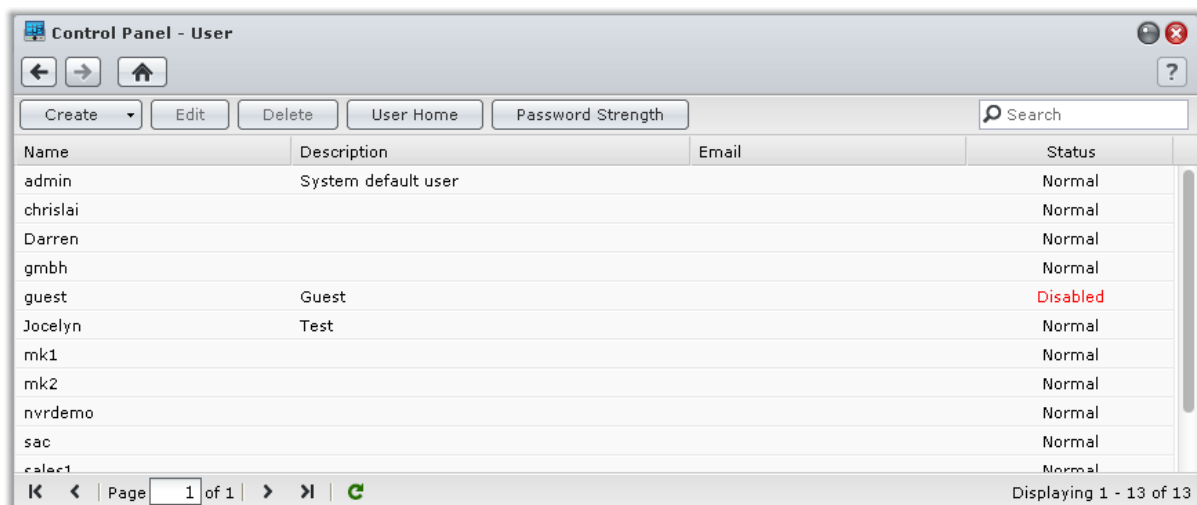 Control Panel - User
?
Create Edit Delete User Home Password Strength Search
Name Description Email Status
admin System default user Normal
chrislai Normal
Darren Normal
gmbh Normal
guest Guest Disabled
Jocelyn Test Normal
mk1 Normal
mk2 Normal
nvrdemo Normal
sac Normal
sales1 Normal
Page 1 of 1 Displaying 1 - 13 of 13